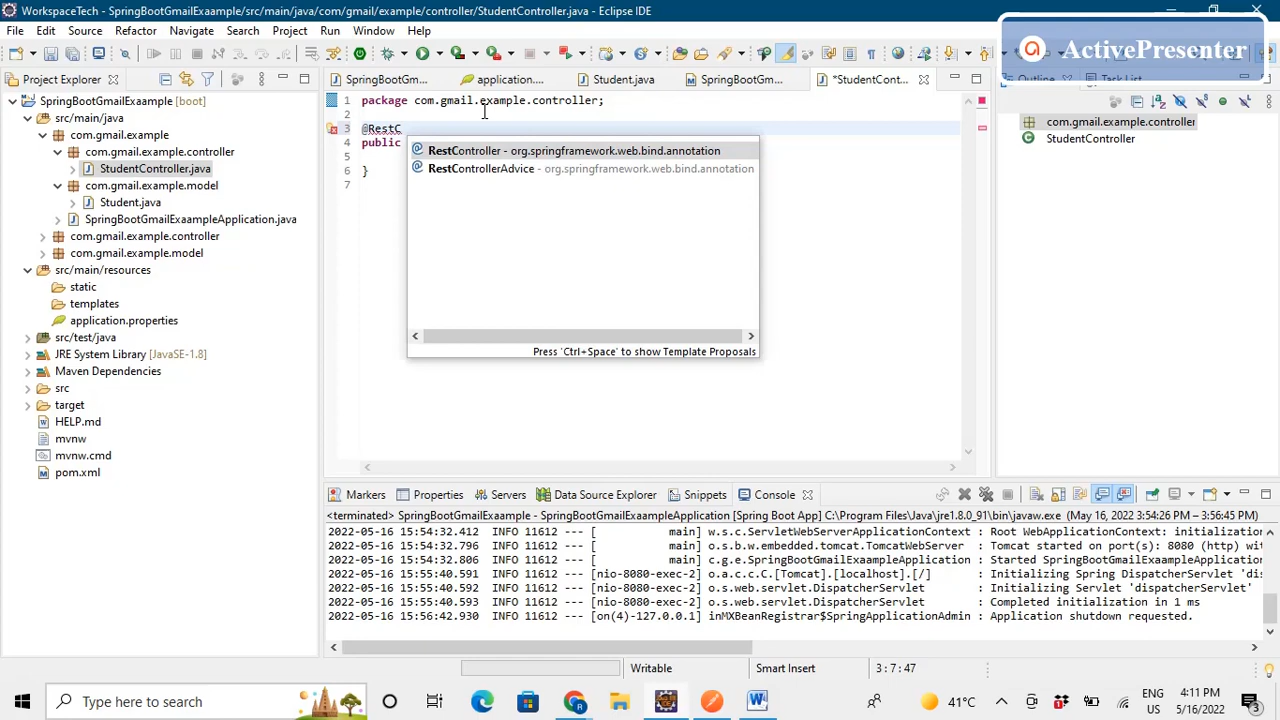 WorkspaceTech - SpringBootGmailExaample/src/main/java/com/gmail/example/controller/StudentController.java - Eclipse IDE
File Edit Source Refactor Navigate Search Project Run Window Help
ActivePresenter
Project Explorer
SpringBootGm...
application....
Student.java
SpringBootGm...
*StudentCont...
Outline
Task List
SpringBootGmailExaample [boot]
src/main/java
com.gmail.example
com.gmail.example.controller
StudentController.java
com.gmail.example.model
Student.java
SpringBootGmailExaampleApplication.java
com.gmail.example.controller
com.gmail.example.model
src/main/resources
static
templates
application.properties
src/test/java
JRE System Library [JavaSE-1.8]
Maven Dependencies
src
target
HELP.md
mvnw
mvnw.cmd
pom.xml
1 package com.gmail.example.controller;
2
3 @RestC
4 public
5
6 }
7
RestController - org.springframework.web.bind.annotation
RestControllerAdvice - org.springframework.web.bind.annotation
Press 'Ctrl+Space' to show Template Proposals
com.gmail.example.controller
StudentController
Markers Properties Servers Data Source Explorer Snippets Console
<terminated> SpringBootGmailExaample - SpringBootGmailExaampleApplication [Spring Boot App] C:\Program Files\Java\jre1.8.0_91\bin\javaw.exe (May 16, 2022 3:54:26 PM – 3:56:45 PM)
2022-05-16 15:54:32.412 INFO 11612 --- [ main] w.s.c.ServletWebServerApplicationContext : Root WebApplicationContext: initializati
2022-05-16 15:54:32.796 INFO 11612 --- [ main] o.s.b.w.embedded.tomcat.TomcatWebServer : Tomcat started on port(s): 8080 (http) wit
2022-05-16 15:54:32.806 INFO 11612 --- [ main] c.g.e.SpringBootGmailExaampleApplication : Started SpringBootGmailExaampleApplication
2022-05-16 15:55:40.591 INFO 11612 --- [nio-8080-exec-2] o.a.c.c.C.[Tomcat].[localhost].[/] : Initializing Spring DispatcherServlet 'dis
2022-05-16 15:55:40.592 INFO 11612 --- [nio-8080-exec-2] o.s.web.servlet.DispatcherServlet : Initializing Servlet 'dispatcherServlet'
2022-05-16 15:55:40.593 INFO 11612 --- [nio-8080-exec-2] o.s.web.servlet.DispatcherServlet : Completed initialization in 1 ms
2022-05-16 15:56:42.930 INFO 11612 --- [on(4)-127.0.0.1] inMXBeanRegistrar$SpringApplicationAdmin : Application shutdown requested.
Writable
Smart Insert
3 : 7 : 47
Type here to search
41°C
ENG
US
4:11 PM
5/16/2022
3